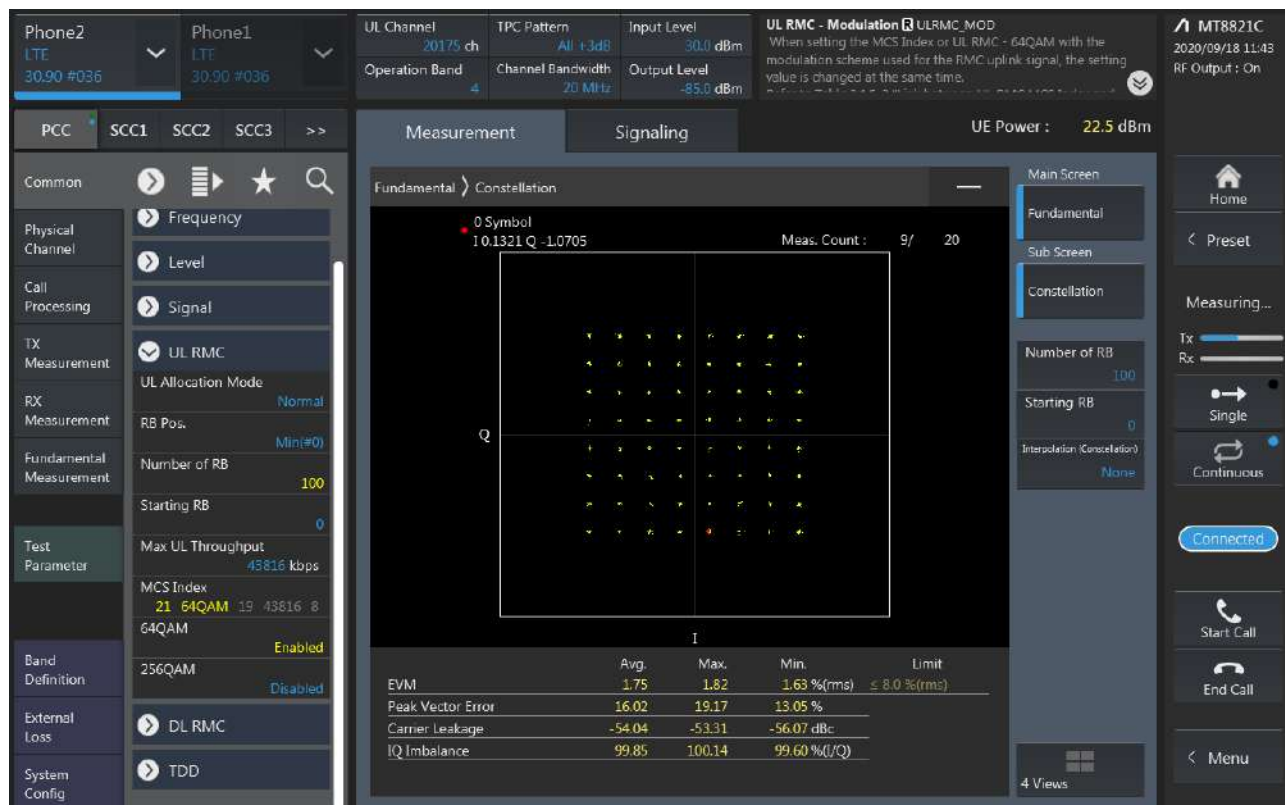 Phone2
LTE
30.90 #036
Phone1
LTE
30.90 #036
UL Channel
20175 ch
Operation Band
4
TPC Pattern
All +3dB
Channel Bandwidth
20 MHz
Input Level
30.0 dBm
Output Level
-85.0 dBm
UL RMC - Modulation R ULRMC_MOD
When setting the MCS Index or UL RMC - 64QAM with the
modulation scheme used for the RMC uplink signal, the setting
value is changed at the same time.
MT8821C
2020/09/18 11:43
RF Output : On
PCC SCC1 SCC2 SCC3 >>
Measurement
Signaling
UE Power : 22.5 dBm
Common
Physical
Channel
Call
Processing
TX
Measurement
RX
Measurement
Fundamental
Measurement
Test
Parameter
Band
Definition
External
Loss
System
Config
Frequency
Level
Signal
UL RMC
UL Allocation Mode
Normal
RB Pos.
Min(#0)
Number of RB
100
Starting RB
0
Max UL Throughput
43816 kbps
MCS Index
21 64QAM 19 43816 8
64QAM
Enabled
256QAM
Disabled
DL RMC
TDD
Fundamental > Constellation
0 Symbol
I 0.1321 Q -1.0705
Meas. Count : 9/ 20
Q
I
Avg. Max. Min. Limit
EVM 1.75 1.82 1.63 %(rms) ≤ 8.0 %(rms)
Peak Vector Error 16.02 19.17 13.05 %
Carrier Leakage -54.04 -53.31 -56.07 dBc
IQ Imbalance 99.85 100.14 99.60 %(I/Q)
Main Screen
Fundamental
Sub Screen
Constellation
Number of RB
100
Starting RB
0
Interpolation (Constellation)
None
4 Views
Home
< Preset
Measuring...
Tx
Rx
Single
Continuous
Connected
Start Call
End Call
< Menu